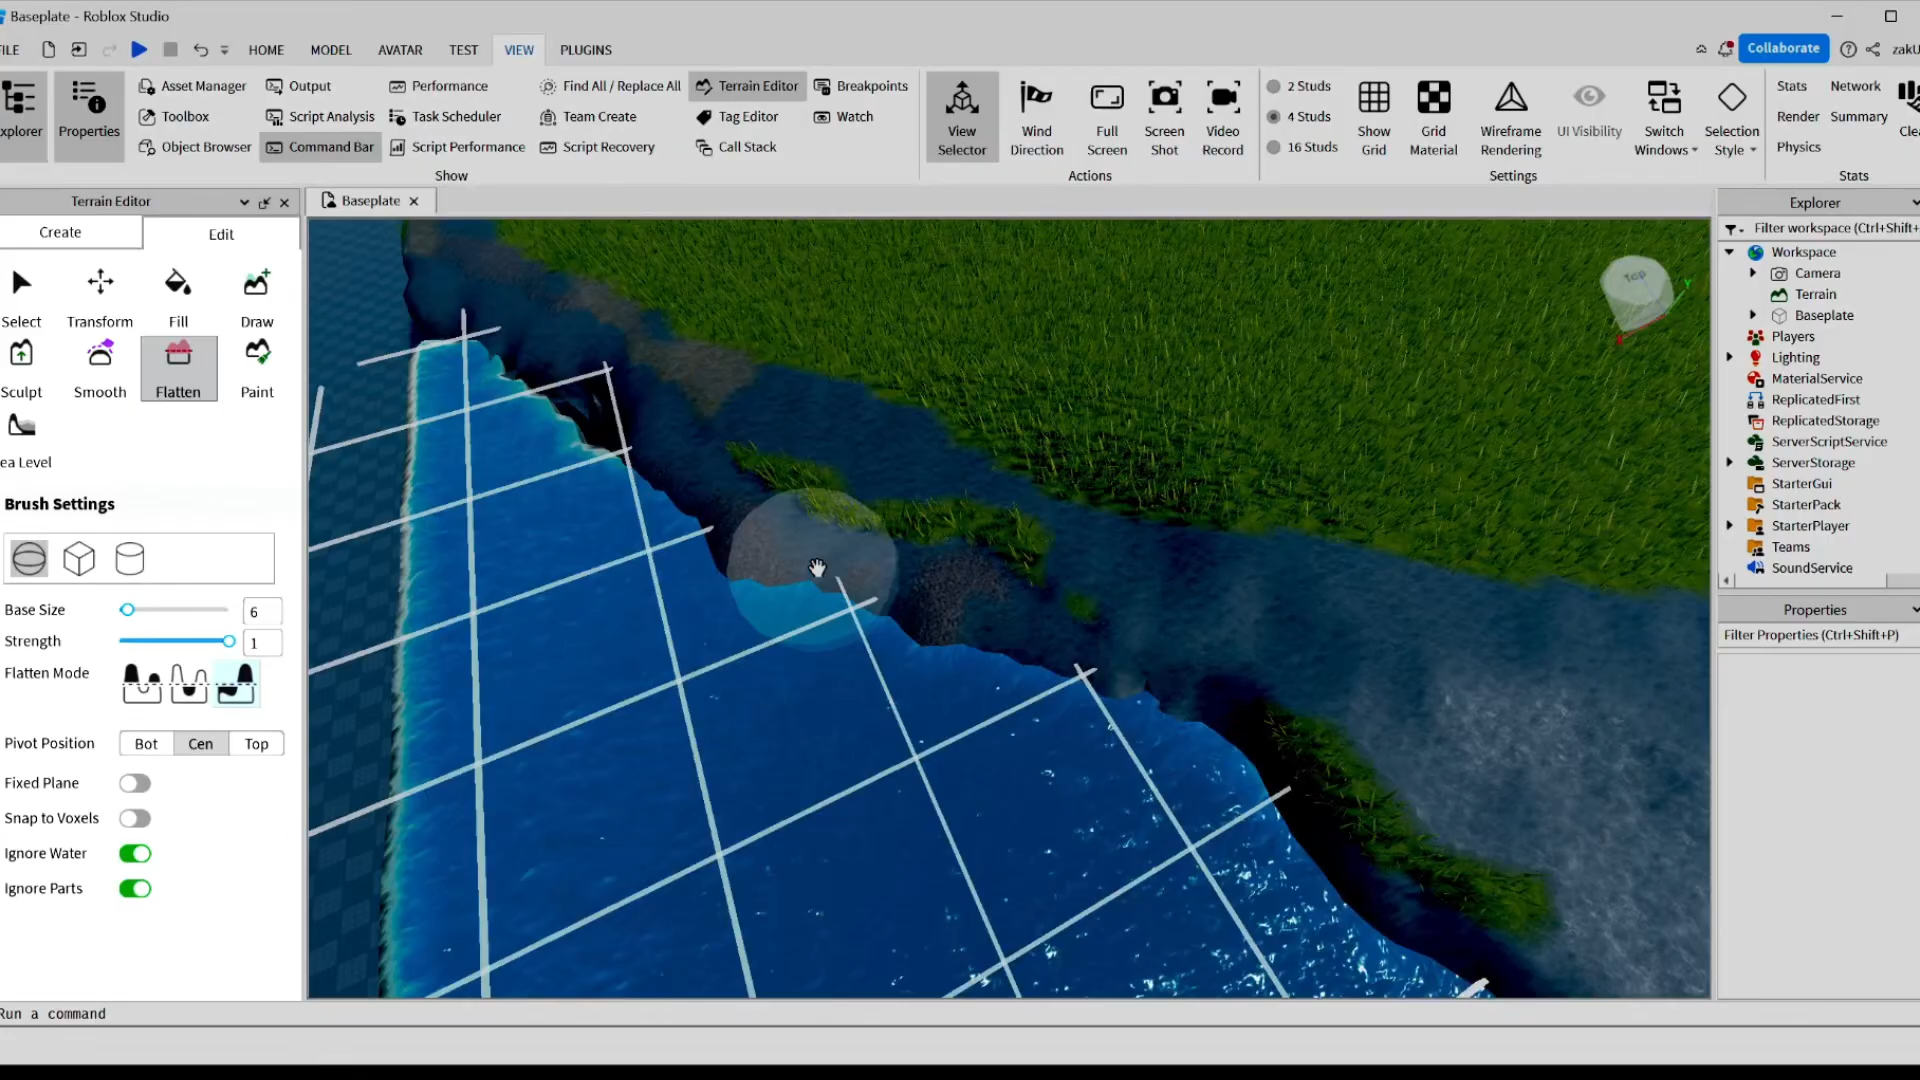 Baseplate - Roblox Studio
ILE HOME MODEL AVATAR TEST VIEW PLUGINS Collaborate zakU
xplorer
Properties
Asset Manager
Toolbox
Object Browser
Output
Script Analysis
Command Bar
Performance
Task Scheduler
Script Performance
Find All / Replace All
Team Create
Script Recovery
Terrain Editor
Tag Editor
Call Stack
Breakpoints
Watch
Show
View
Selector
Wind
Direction
Full
Screen
Screen
Shot
Video
Record
Actions
2 Studs
4 Studs
16 Studs
Show
Grid
Grid
Material
Wireframe
Rendering
UI Visibility
Switch
Windows
Selection
Style
Settings
Stats
Network
Render
Summary
Physics
Clea
Stats
Terrain Editor
Create
Edit
Select
Transform
Fill
Draw
Sculpt
Smooth
Flatten
Paint
ea Level
Brush Settings
Base Size
6
Strength
1
Flatten Mode
Pivot Position
Bot
Cen
Top
Fixed Plane
Snap to Voxels
Ignore Water
Ignore Parts
Baseplate
Top
Y
X
Explorer
Filter workspace (Ctrl+Shift+
Workspace
Camera
Terrain
Baseplate
Players
Lighting
MaterialService
ReplicatedFirst
ReplicatedStorage
ServerScriptService
ServerStorage
StarterGui
StarterPack
StarterPlayer
Teams
SoundService
Properties
Filter Properties (Ctrl+Shift+P)
Run a command